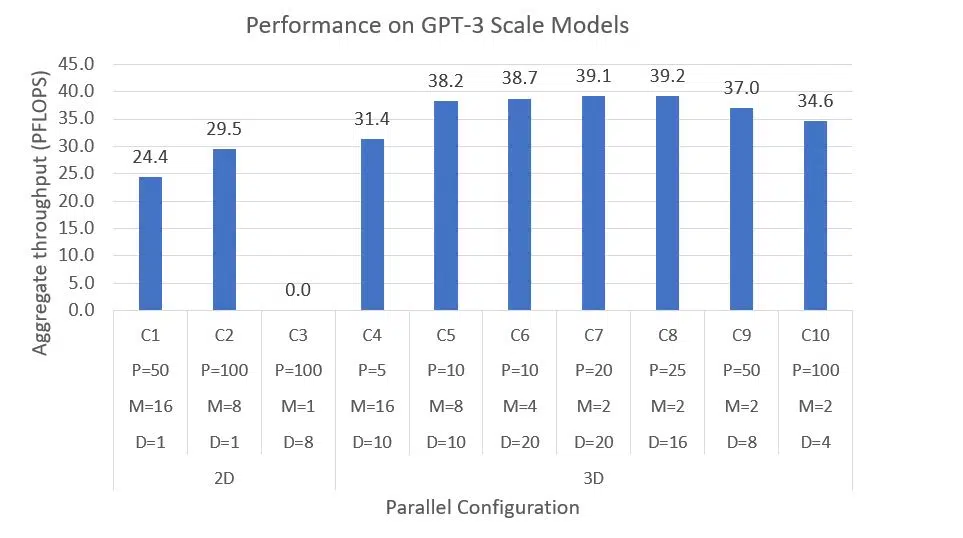 Performance on GPT-3 Scale Models
Aggregate throughput (PFLOPS)
45.0
40.0
35.0
30.0
25.0
20.0
15.0
10.0
5.0
0.0
24.4 29.5 0.0 31.4 38.2 38.7 39.1 39.2 37.0 34.6
C1 C2 C3 C4 C5 C6 C7 C8 C9 C10
P=50 P=100 P=100 P=5 P=10 P=10 P=20 P=25 P=50 P=100
M=16 M=8 M=1 M=16 M=8 M=4 M=2 M=2 M=2 M=2
D=1 D=1 D=8 D=10 D=10 D=20 D=20 D=16 D=8 D=4
2D 3D
Parallel Configuration